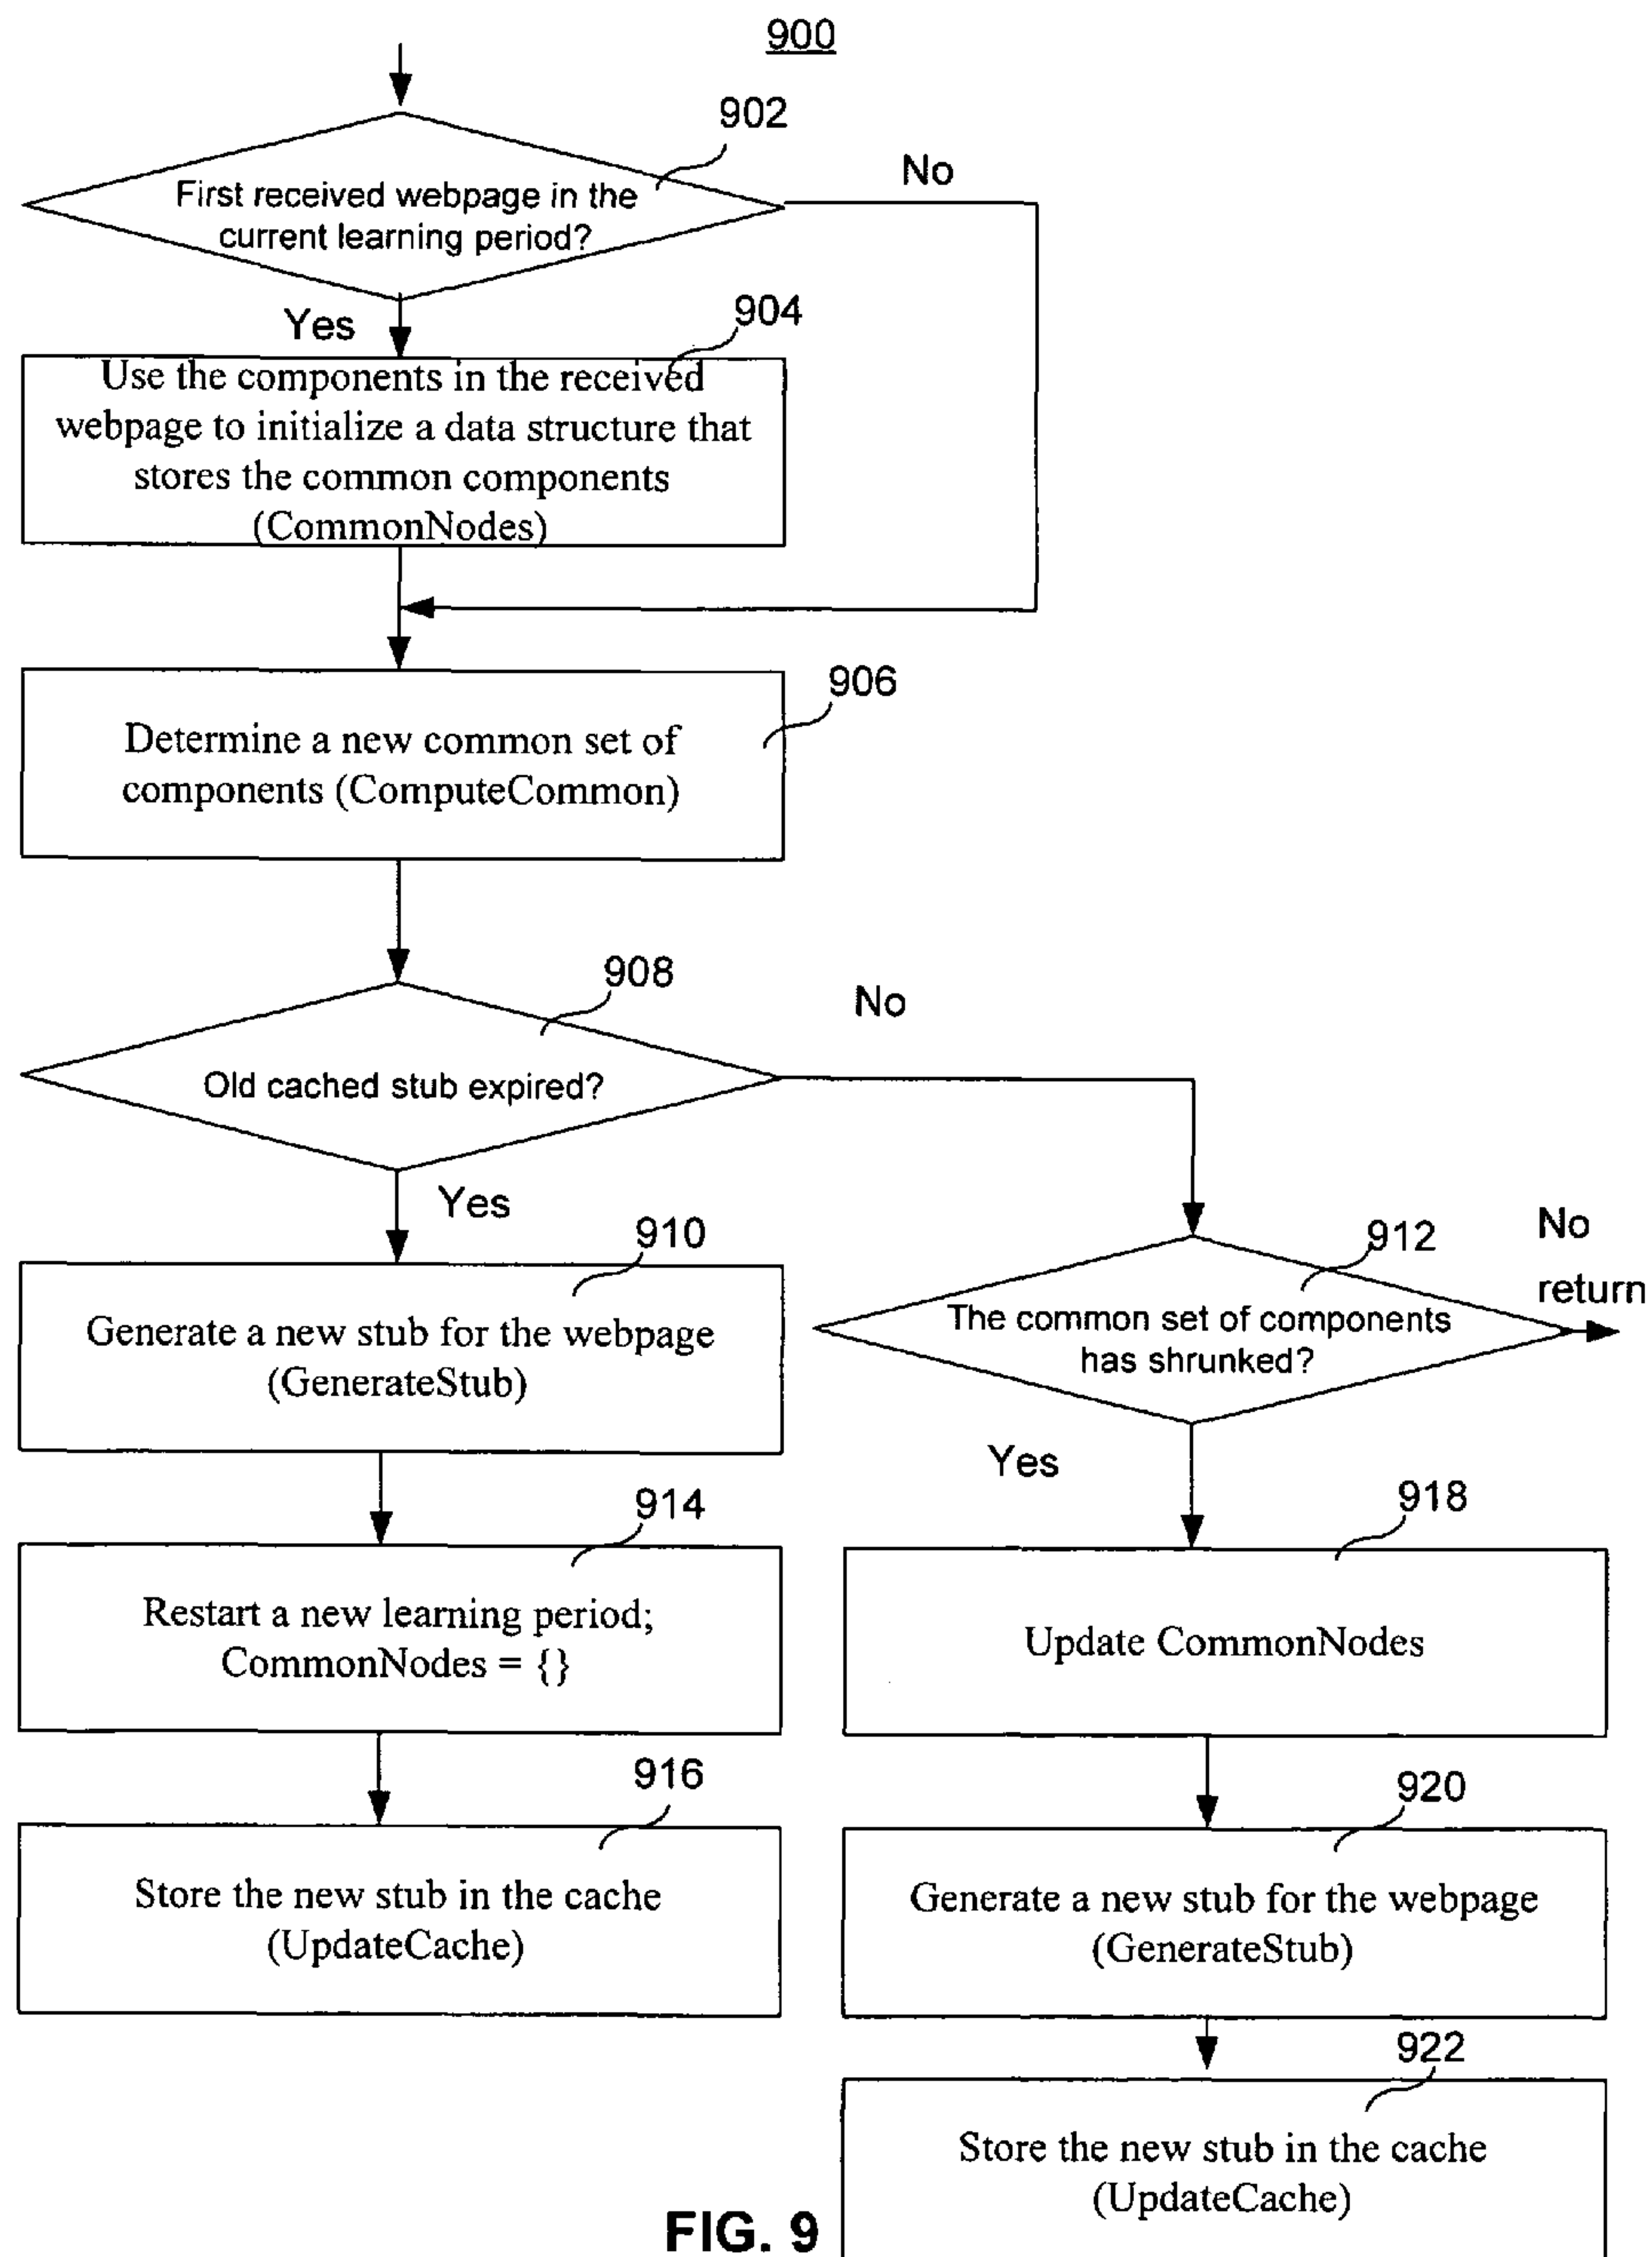 900
902
First received webpage in the
current learning period?
No
Yes
904
Use the components in the received
webpage to initialize a data structure that
stores the common components
(CommonNodes)
906
Determine a new common set of
components (ComputeCommon)
908
Old cached stub expired?
No
Yes
910
Generate a new stub for the webpage
(GenerateStub)
912
The common set of components
has shrunked?
No
return
Yes
914
Restart a new learning period;
CommonNodes = {}
918
Update CommonNodes
916
Store the new stub in the cache
(UpdateCache)
920
Generate a new stub for the webpage
(GenerateStub)
922
Store the new stub in the cache
(UpdateCache)
FIG. 9